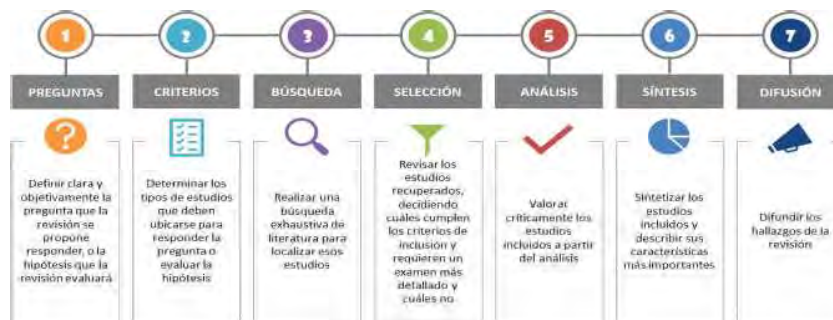 1
2
3
4
5
6
7
PREGUNTAS
CRITERIOS
BÚSQUEDA
SELECCIÓN
ANÁLISIS
SÍNTESIS
DIFUSIÓN
Definir clara y
objetivamente la
pregunta que la
revisión se
propone
responder, o la
hipótesis que la
revisión evaluará
Determinar los
tipos de estudios
que deben
ubicarse para
responder la
pregunta o
evaluar la
hipótesis
Realizar una
búsqueda
exhaustiva de
literatura para
localizar esos
estudios
Revisar los
estudios
recuperados,
decidiendo
cuáles cumplen
los criterios de
inclusión y
requieren un
examen más
detallado y
cuáles no
Valorar
críticamente los
estudios
incluidos a partir
del análisis
Sintetizar los
estudios
incluidos y
describir sus
características
más importantes
Difundir los
hallazgos de la
revisión